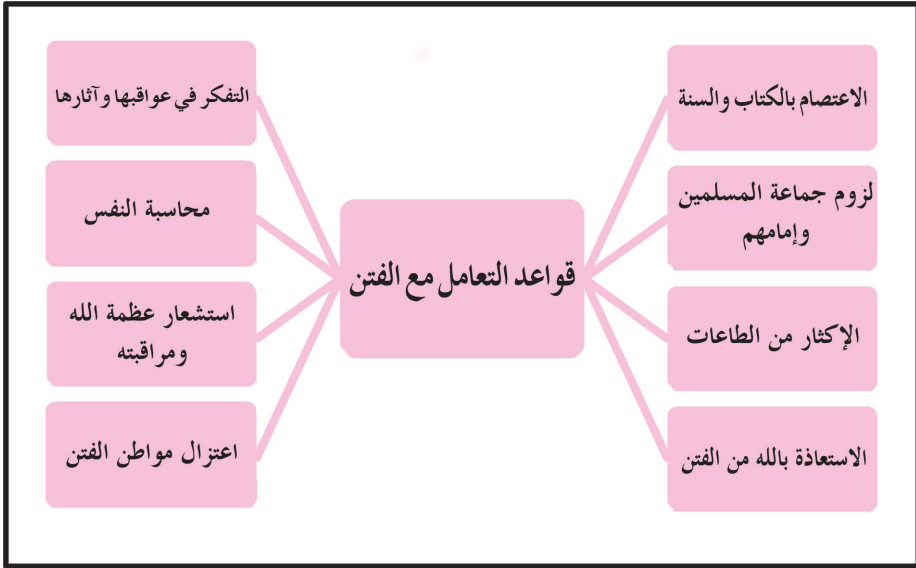 قواعد التعامل مع الفتن
الاعتصام بالكتاب والسنة
لزوم جماعة المسلمين
وإمامهم
الإكثار من الطاعات
الاستعاذة بالله من الفتن
التفكر في عواقبها وآثارها
محاسبة النفس
استشعار عظمة الله
ومراقبته
اعتزال مواطن الفتن